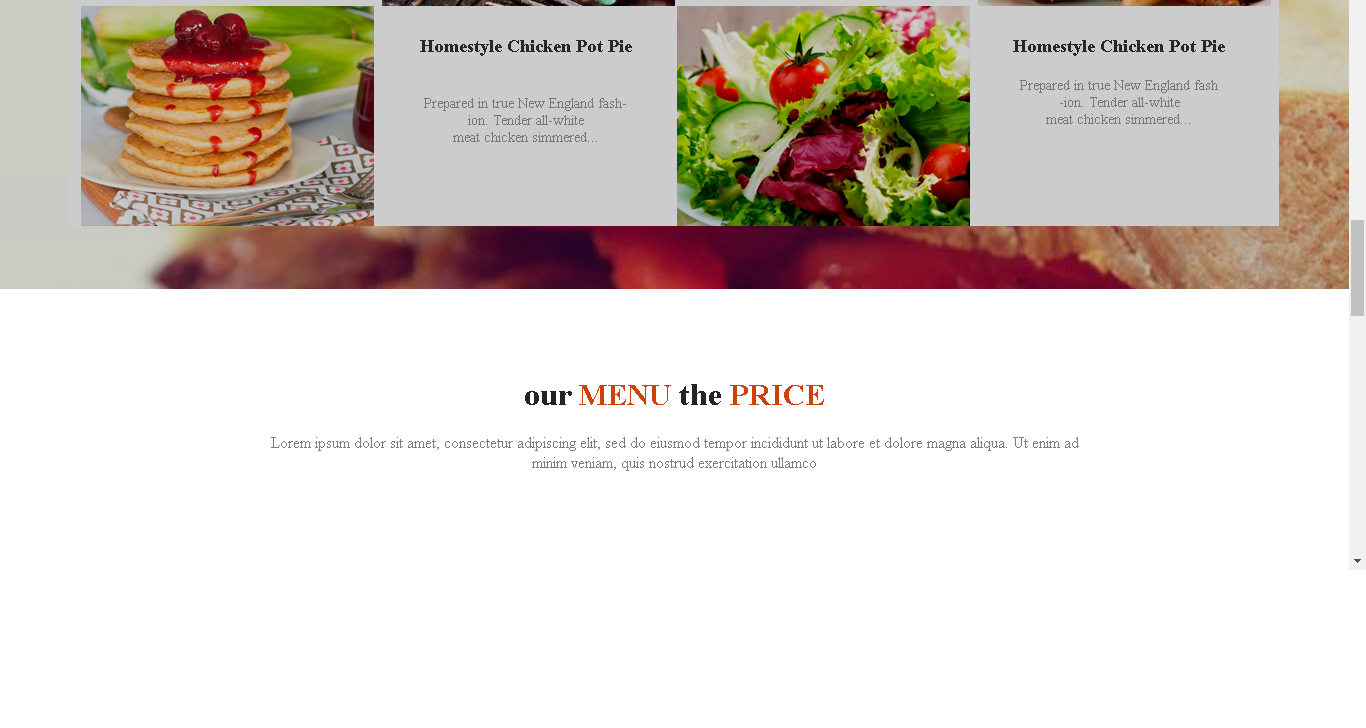 Homestyle Chicken Pot Pie
Prepared in true New England fash-
ion. Tender all-white
meat chicken simmered...
Homestyle Chicken Pot Pie
Prepared in true New England fash
-ion. Tender all-white
meat chicken simmered...
our MENU the PRICE
Lorem ipsum dolor sit amet, consectetur adipiscing elit, sed do eiusmod tempor incididunt ut labore et dolore magna aliqua. Ut enim ad
minim veniam, quis nostrud exercitation ullamco